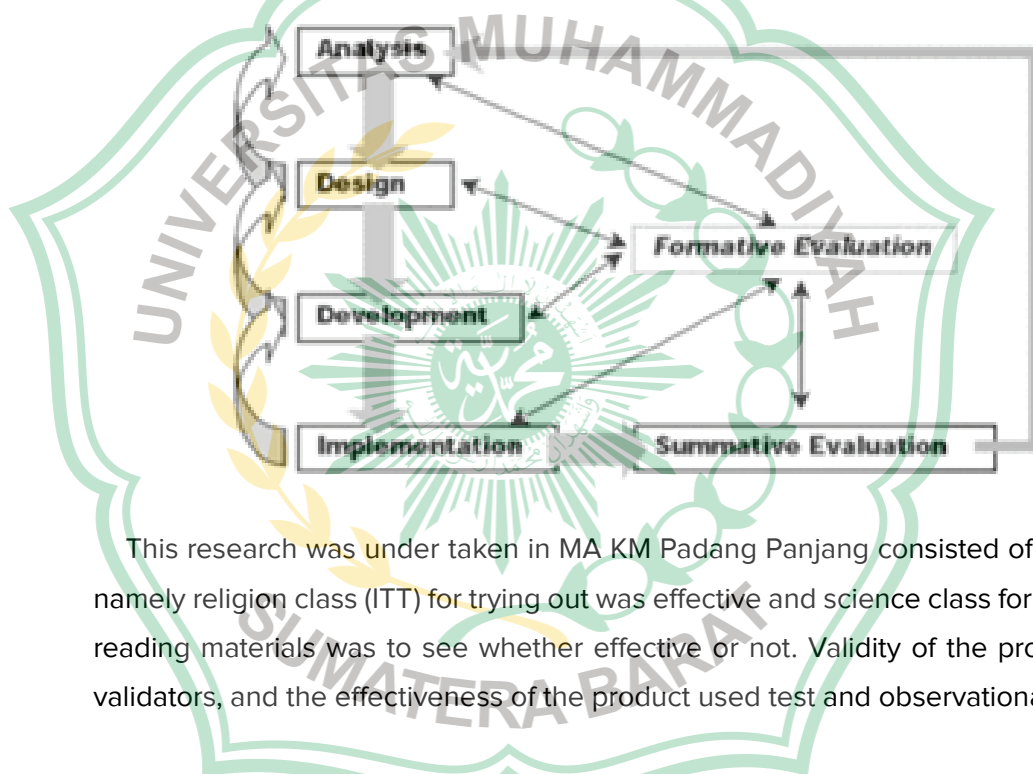 Analysis
Design
Formative Evaluation
Development
Implementation
Summative Evaluation
UNIVERSITAS MUHAMMADIYAH
SUMATERA BARAT
This research was under taken in MA KM Padang Panjang consisted of
namely religion class (ITT) for trying out was effective and science class for
reading materials was to see whether effective or not. Validity of the pro
validators, and the effectiveness of the product used test and observationa